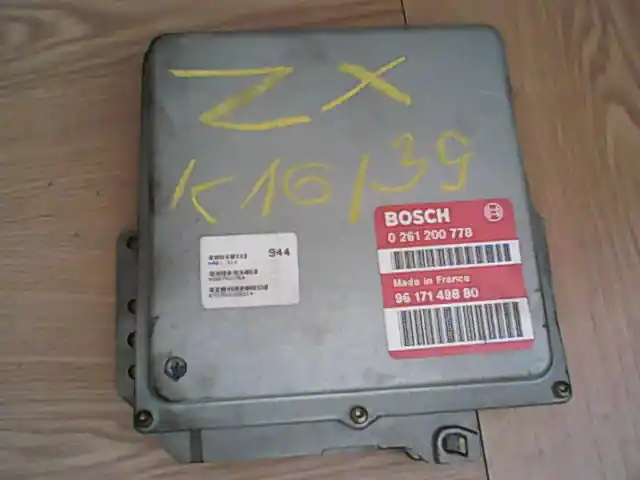 ZX
K16/39
BOSCH
0 261 200 778
944
Made in France
96 171 498 80